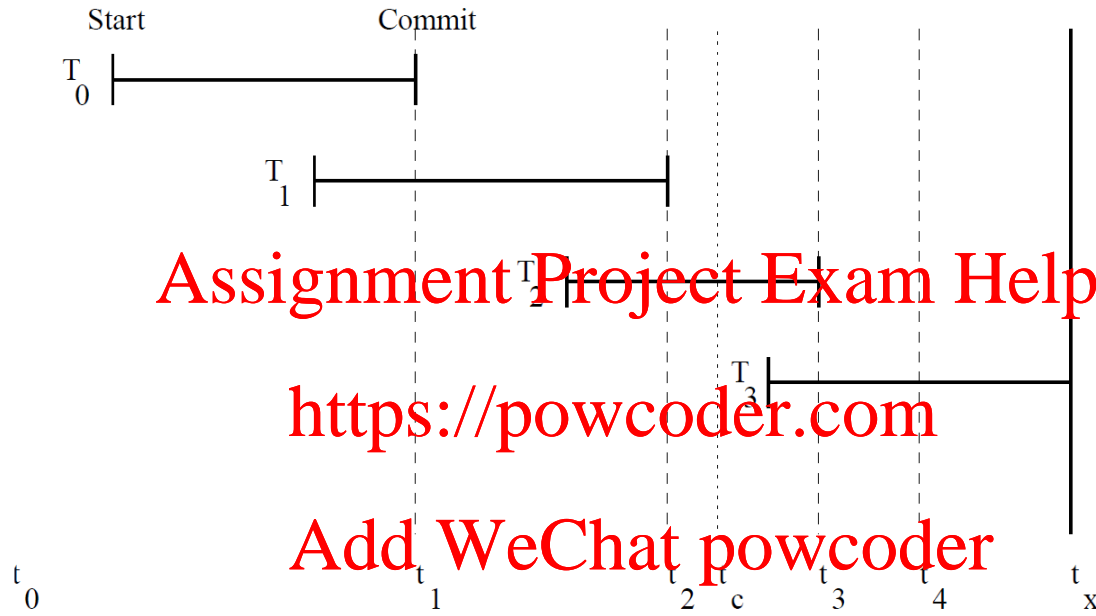 Start Commit
T0
T1
T2
Assignment Project Exam Help
T3
https://powcoder.com
Add WeChat powcoder
t0 t1 t2 tc t3 t4 tx